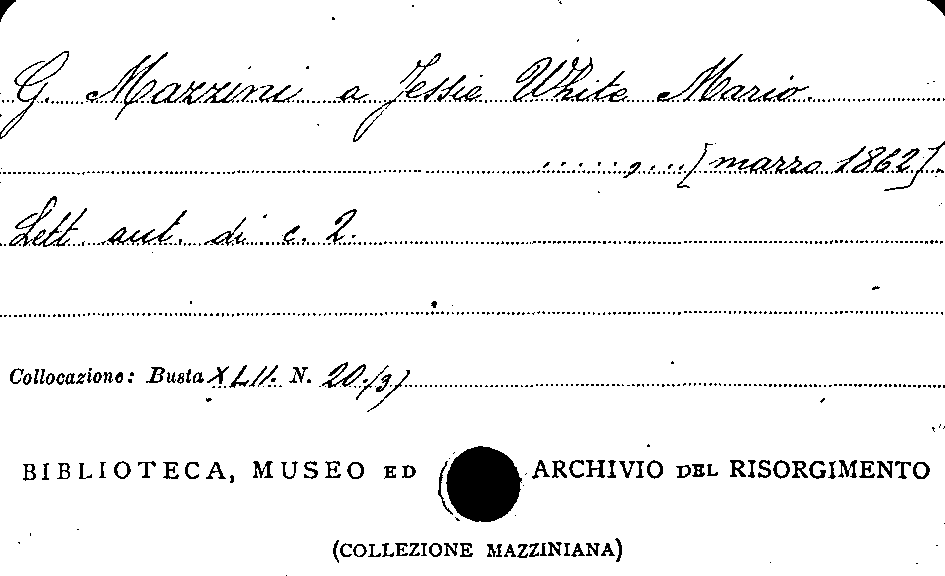 G. Mazzini a Jessie White Mario.
....., ... [marzo 1862].
Lett. aut. di c. 2.
Collocazione: Busta XLII. N. 20.(3)
BIBLIOTECA, MUSEO ED ARCHIVIO DEL RISORGIMENTO
(COLLEZIONE MAZZINIANA)